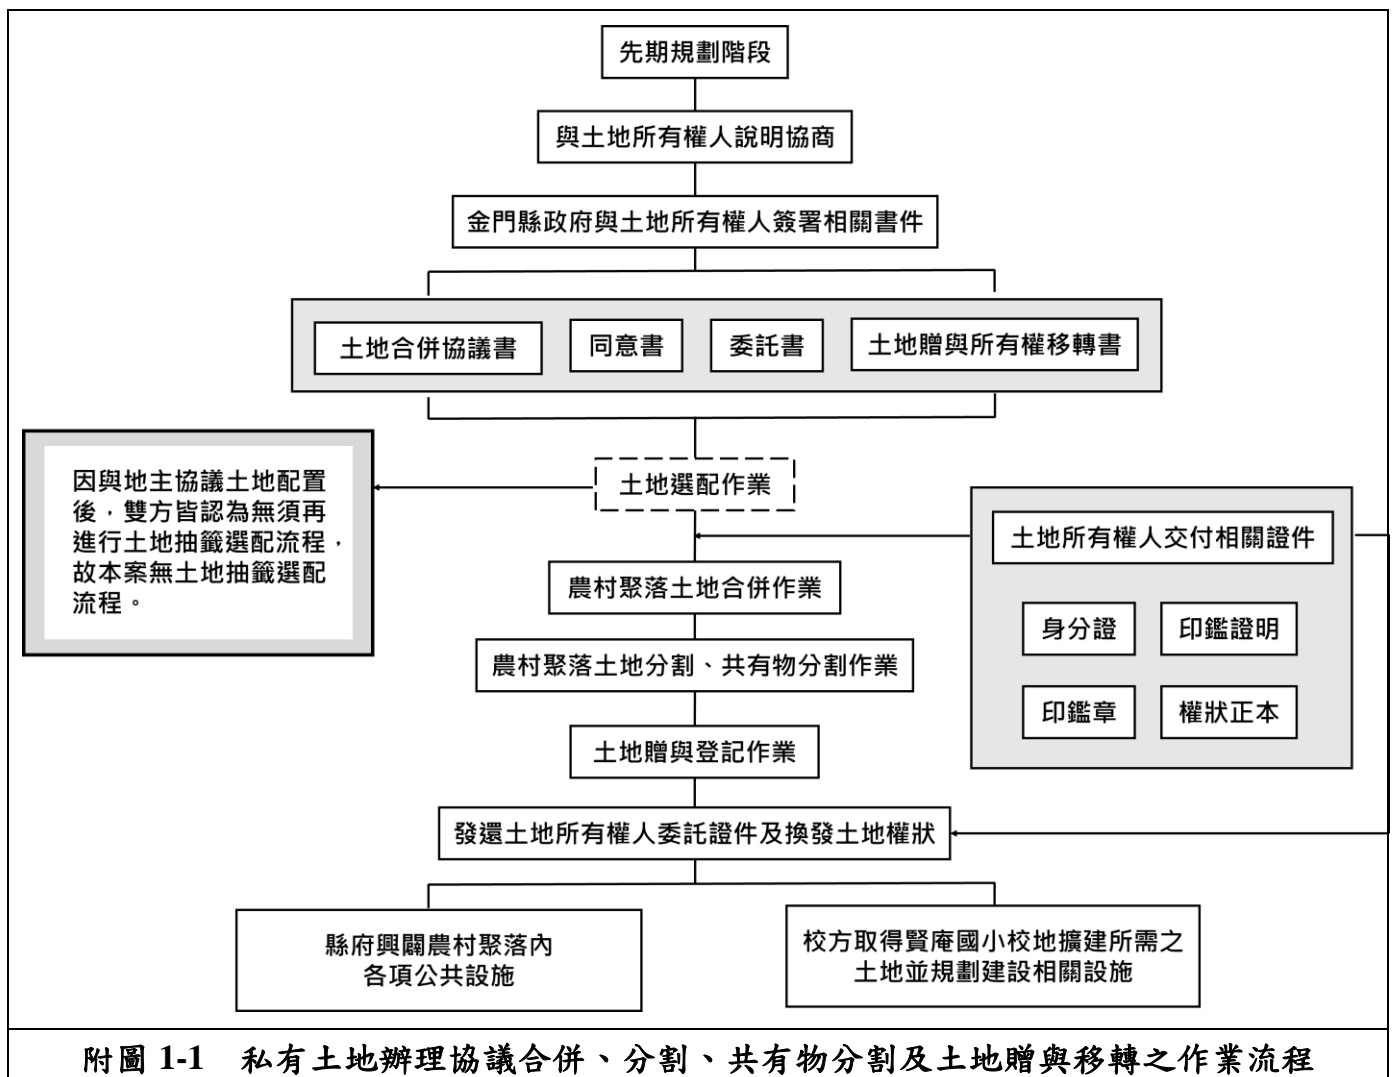 先期規劃階段
與土地所有權人說明協商
金門縣政府與土地所有權人簽署相關書件
土地合併協議書
同意書
委託書
土地贈與所有權移轉書
土地選配作業
因與地主協議土地配置
後，雙方皆認為無須再
進行土地抽籤選配流程，
故本案無土地抽籤選配
流程。
土地所有權人交付相關證件
身分證
印鑑證明
印鑑章
權狀正本
農村聚落土地合併作業
農村聚落土地分割、共有物分割作業
土地贈與登記作業
發還土地所有權人委託證件及換發土地權狀
縣府興闢農村聚落內
各項公共設施
校方取得賢庵國小校地擴建所需之
土地並規劃建設相關設施
附圖 1-1 私有土地辦理協議合併、分割、共有物分割及土地贈與移轉之作業流程